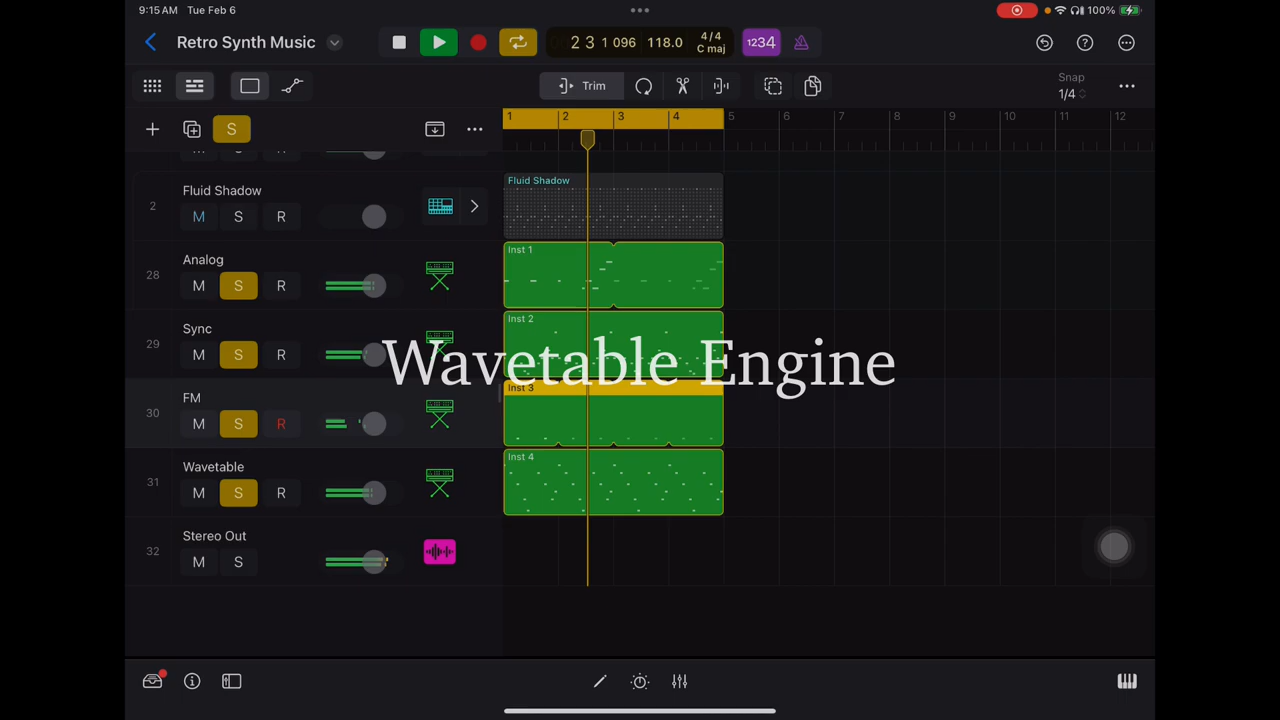 9:15 AM Tue Feb 6
100%
Retro Synth Music
2 3 1 096 118.0 4/4 C maj
1234
Trim
Snap
1/4
S
1 2 3 4 5 6 7 8 9 10 11 12
2 Fluid Shadow
M S R
Fluid Shadow
28 Analog
M S R
Inst 1
29 Sync
M S R
Inst 2
Wavetable Engine
30 FM
M S R
Inst 3
31 Wavetable
M S R
Inst 4
32 Stereo Out
M S